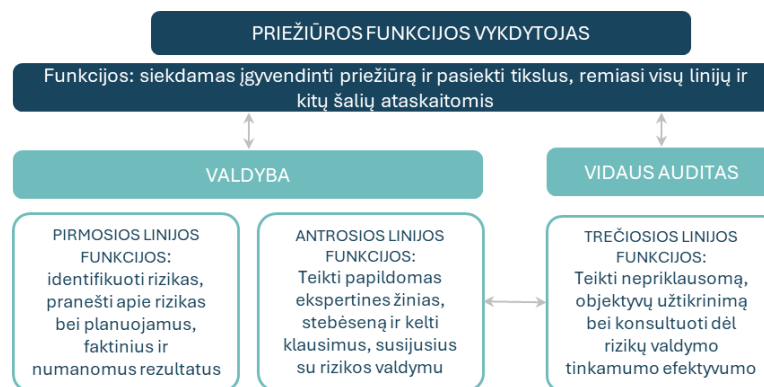 PRIEŽIŪROS FUNKCIJOS VYKDYTOJAS
Funkcijos: siekdamas įgyvendinti priežiūrą ir pasiekti tikslus, remiasi visų linijų ir
kitų šalių ataskaitomis
VALDYBA
VIDAUS AUDITAS
PIRMOSIOS LINIJOS
FUNKCIJOS:
identifikuoti rizikas,
pranešti apie rizikas
bei planuojamus,
faktinius ir
numanomus rezultatus
ANTROSIOS LINIJOS
FUNKCIJOS:
Teikti papildomas
ekspertines žinias,
stebėseną ir kelti
klausimus, susijusius
su rizikos valdymu
TREČIOSIOS LINIJOS
FUNKCIJOS:
Teikti nepriklausomą,
objektyvų užtikrinimą
bei konsultuoti dėl
rizikų valdymo
tinkamumo efektyvumo